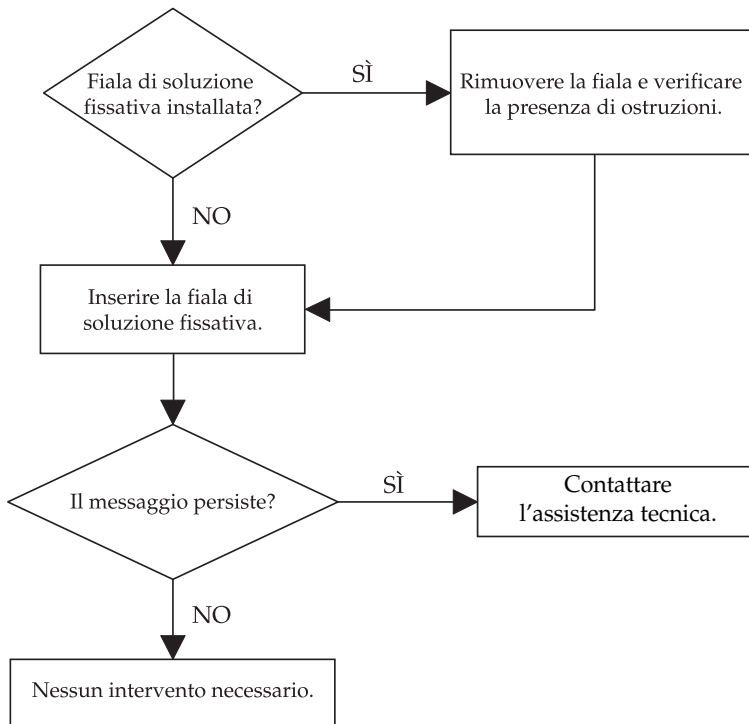 Fiala di soluzione
fissativa installata?
SÌ
Rimuovere la fiala e verificare
la presenza di ostruzioni.
NO
Inserire la fiala di
soluzione fissativa.
Il messaggio persiste?
SÌ
Contattare
l’assistenza tecnica.
NO
Nessun intervento necessario.